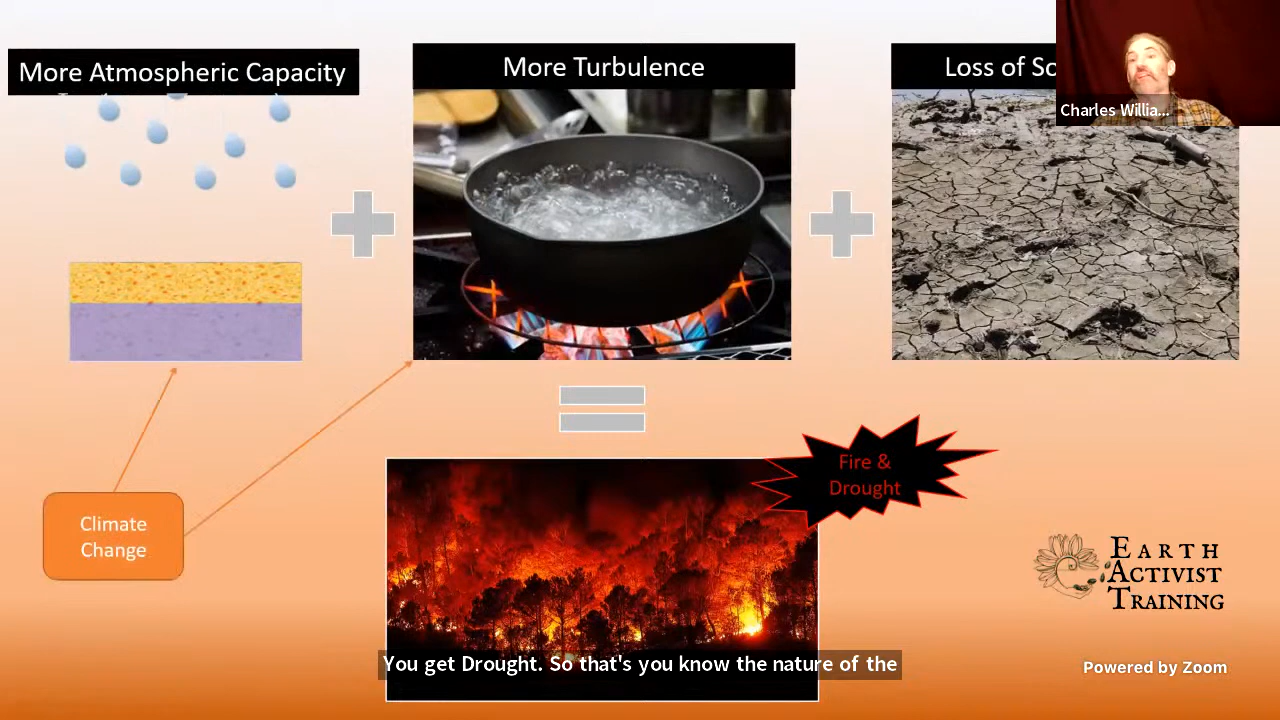 More Atmospheric Capacity
More Turbulence
Loss of So
Charles Willia...
Fire &
Drought
Climate
Change
EARTH
ACTIVIST
TRAINING
You get Drought. So that's you know the nature of the
Powered by Zoom